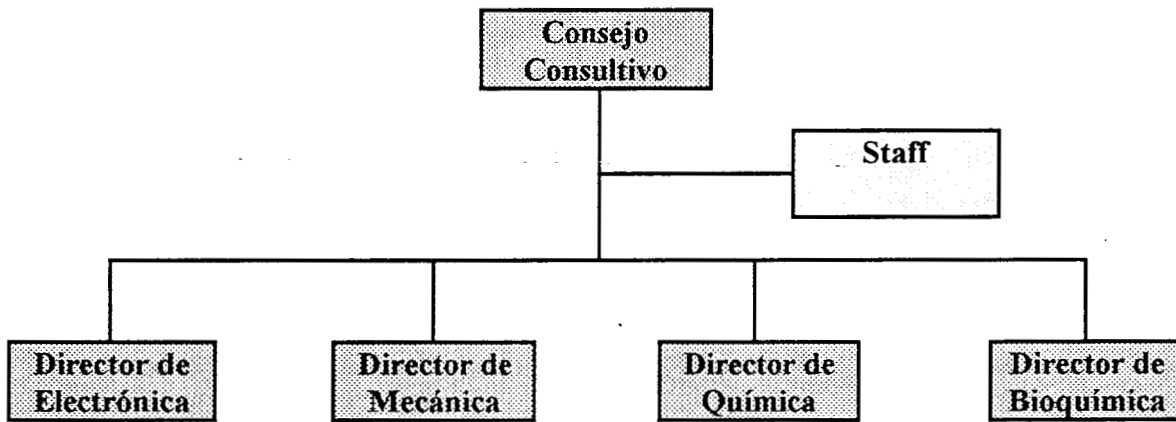 Consejo
Consultivo
Staff
Director de
Electrónica
Director de
Mecánica
Director de
Química
Director de
Bioquímica